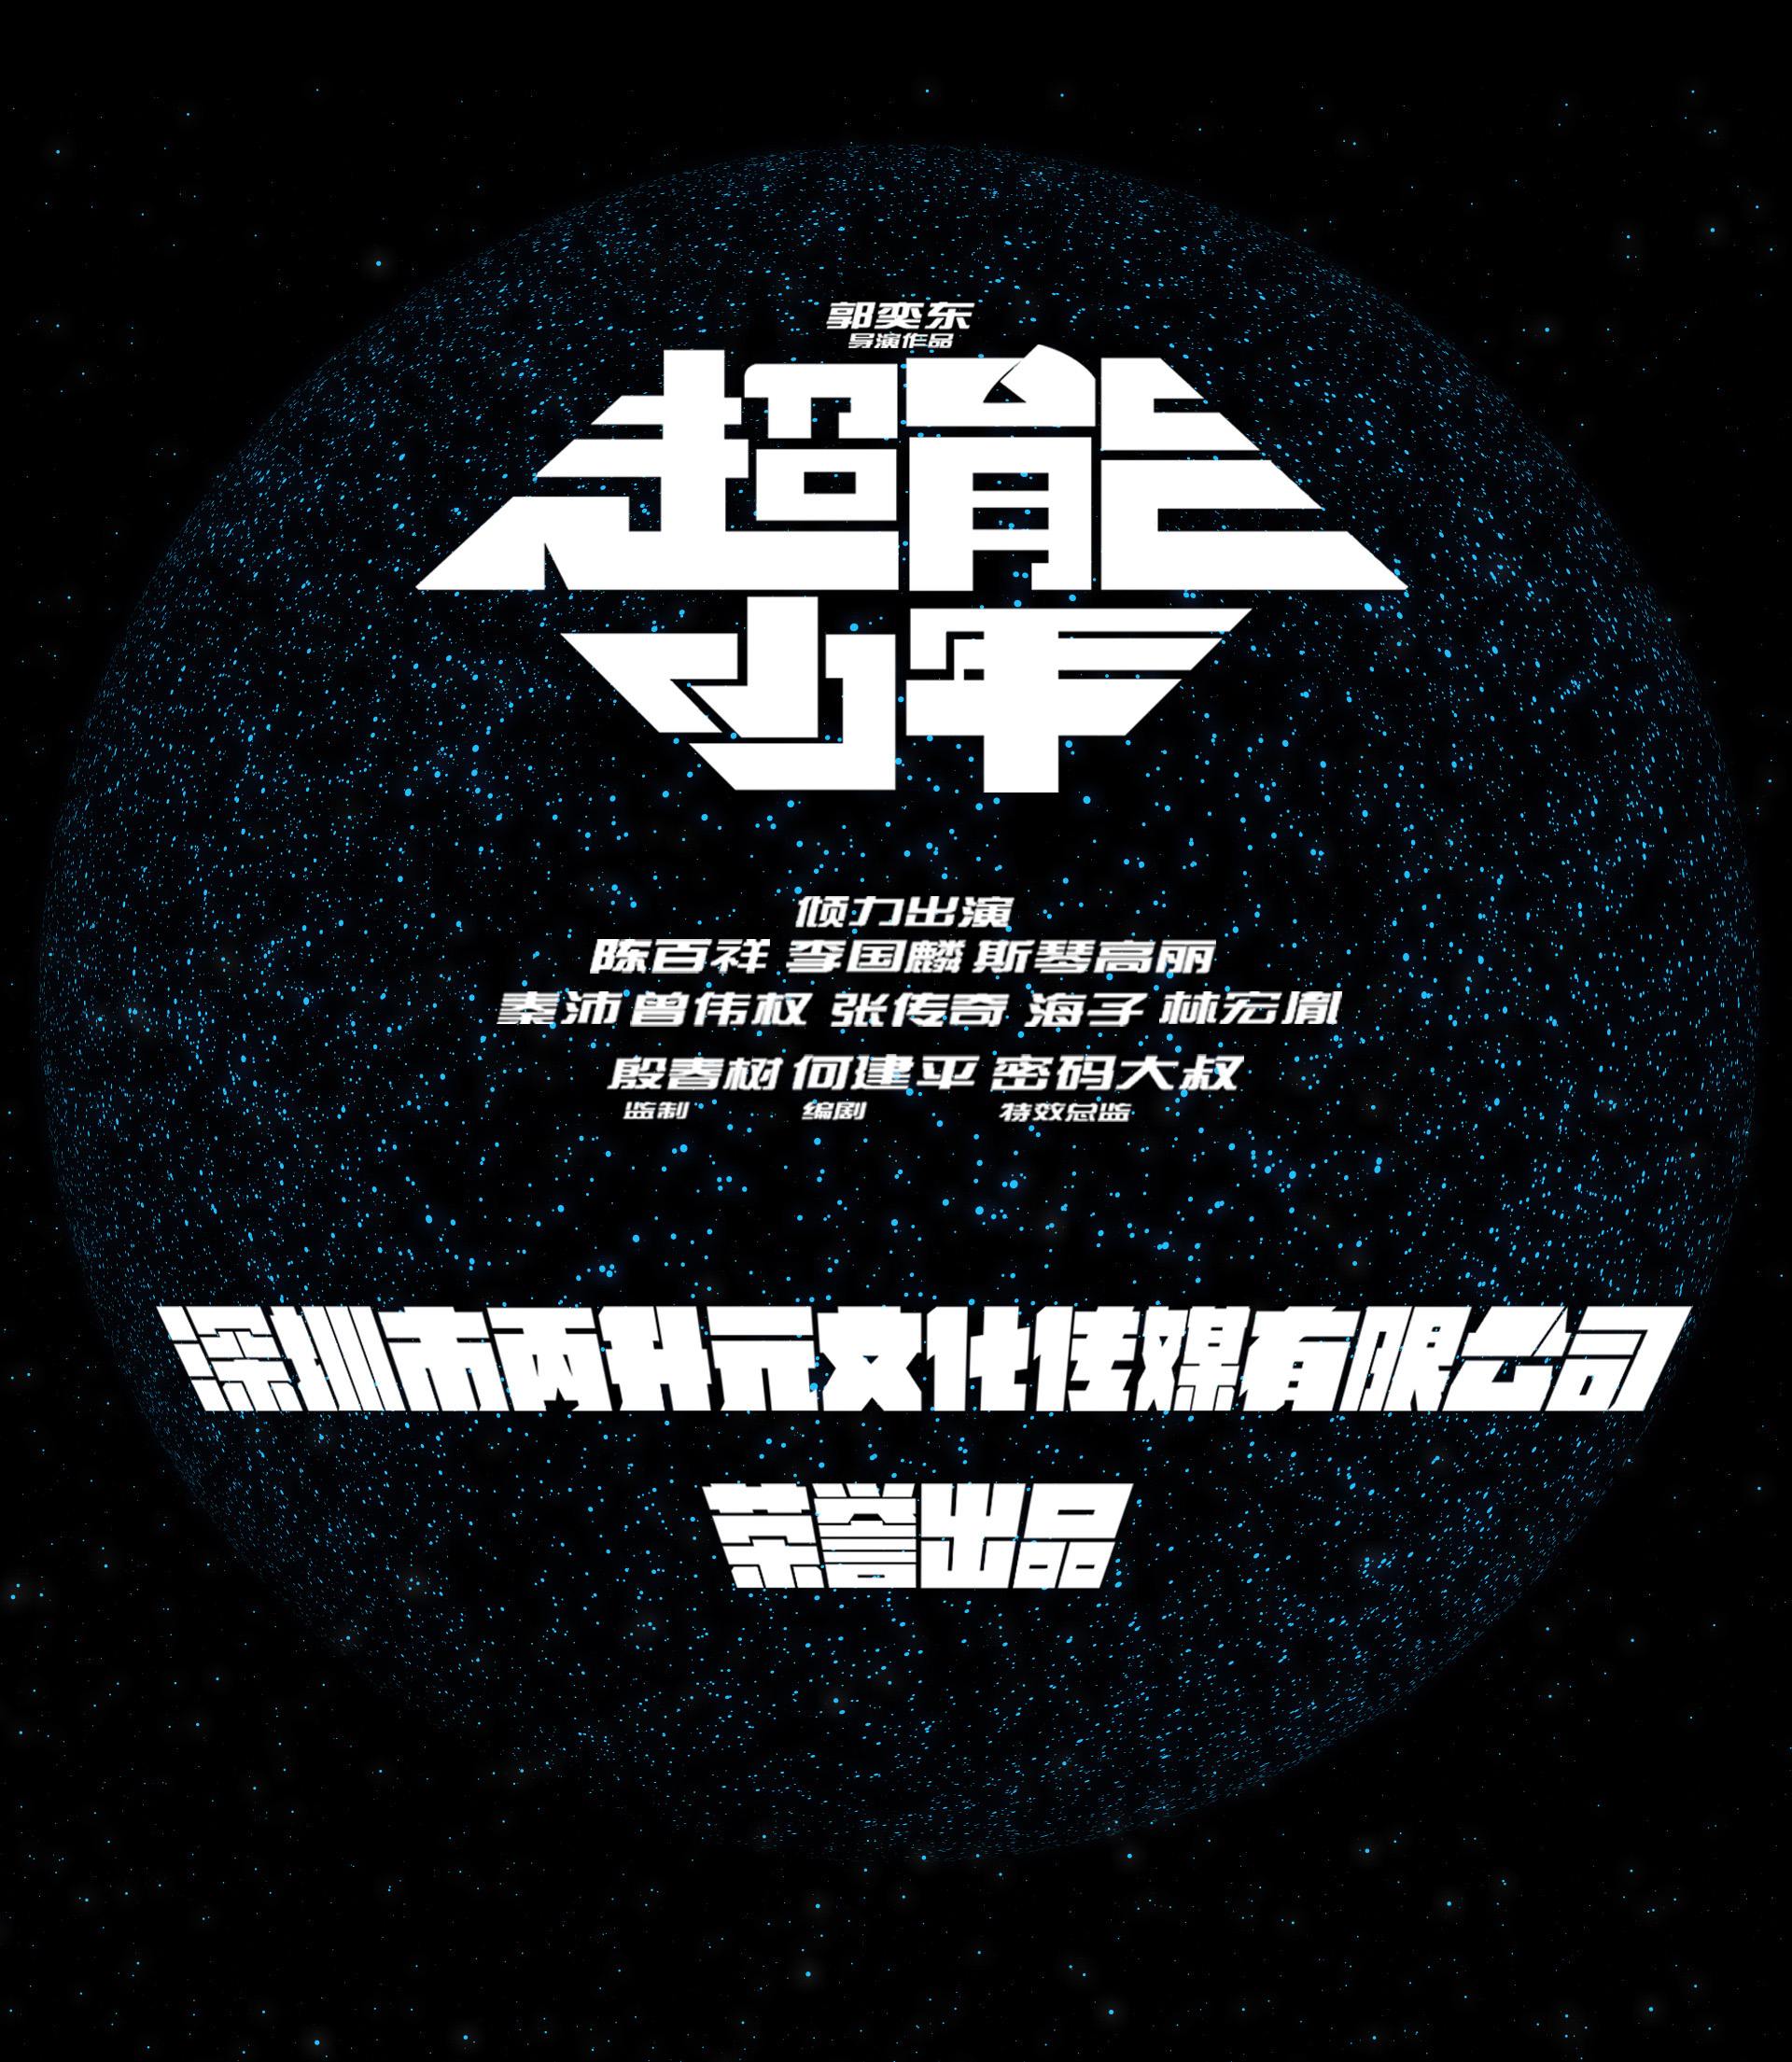 郭奕东
导演作品
超能
少年
倾力出演
陈百祥 李国麟 斯琴高丽
秦沛 曾伟权 张传奇 海子 林宏胤
殷春树 何建平 密码大叔
监制 编剧 特效总监
深圳市两升元文化传媒有限公司
荣誉出品